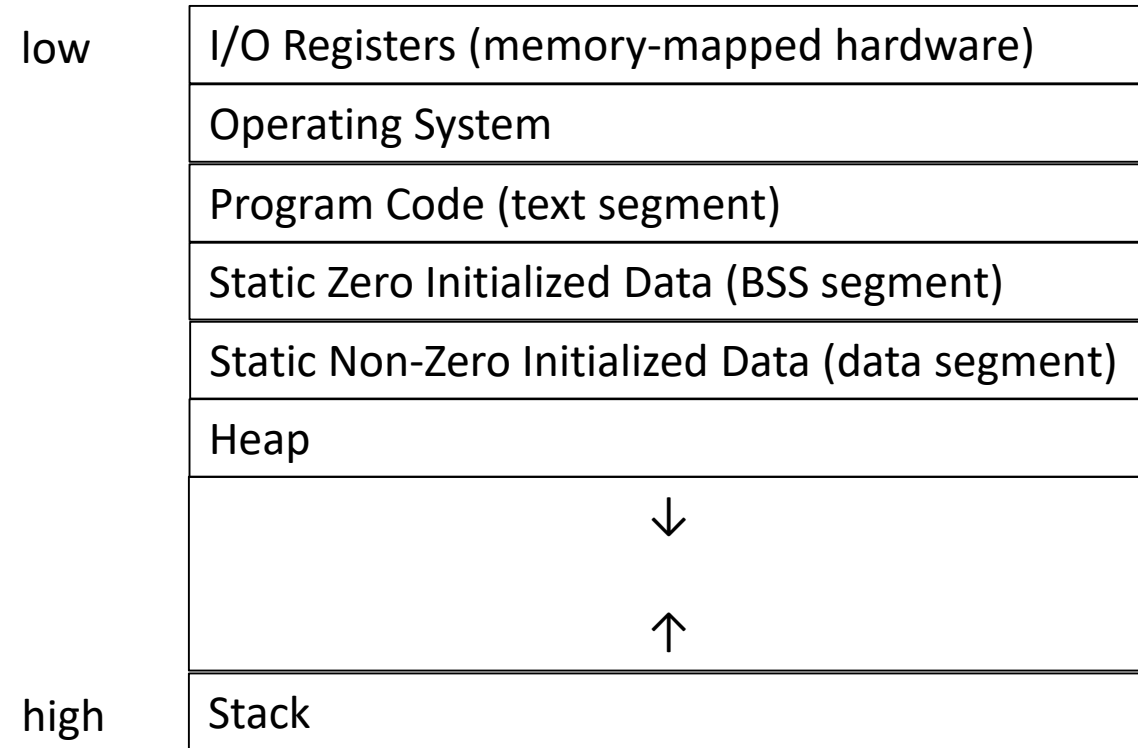 low
I/O Registers (memory-mapped hardware)
Operating System
Program Code (text segment)
Static Zero Initialized Data (BSS segment)
Static Non-Zero Initialized Data (data segment)
Heap
↓
↑
high
Stack